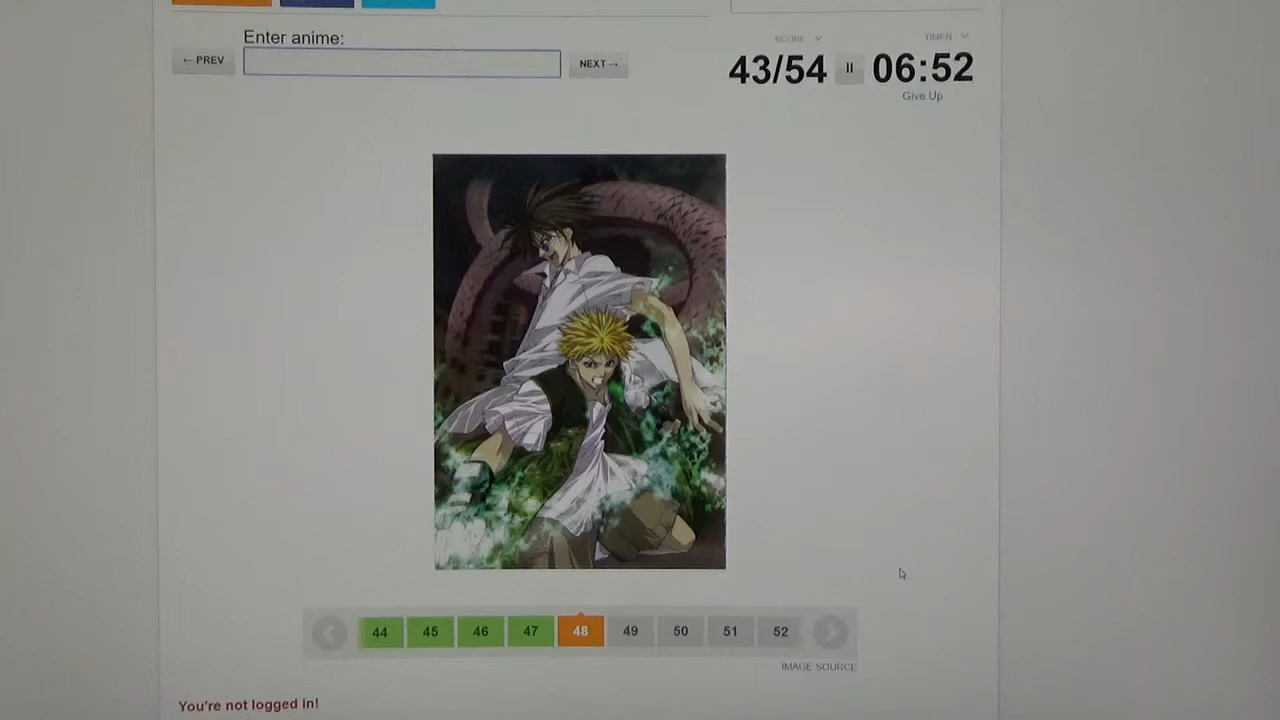 Enter anime:
← PREV
NEXT →
SCORE
43/54
TIMER
06:52
Give Up
44 45 46 47 48 49 50 51 52
IMAGE SOURCE
You're not logged in!